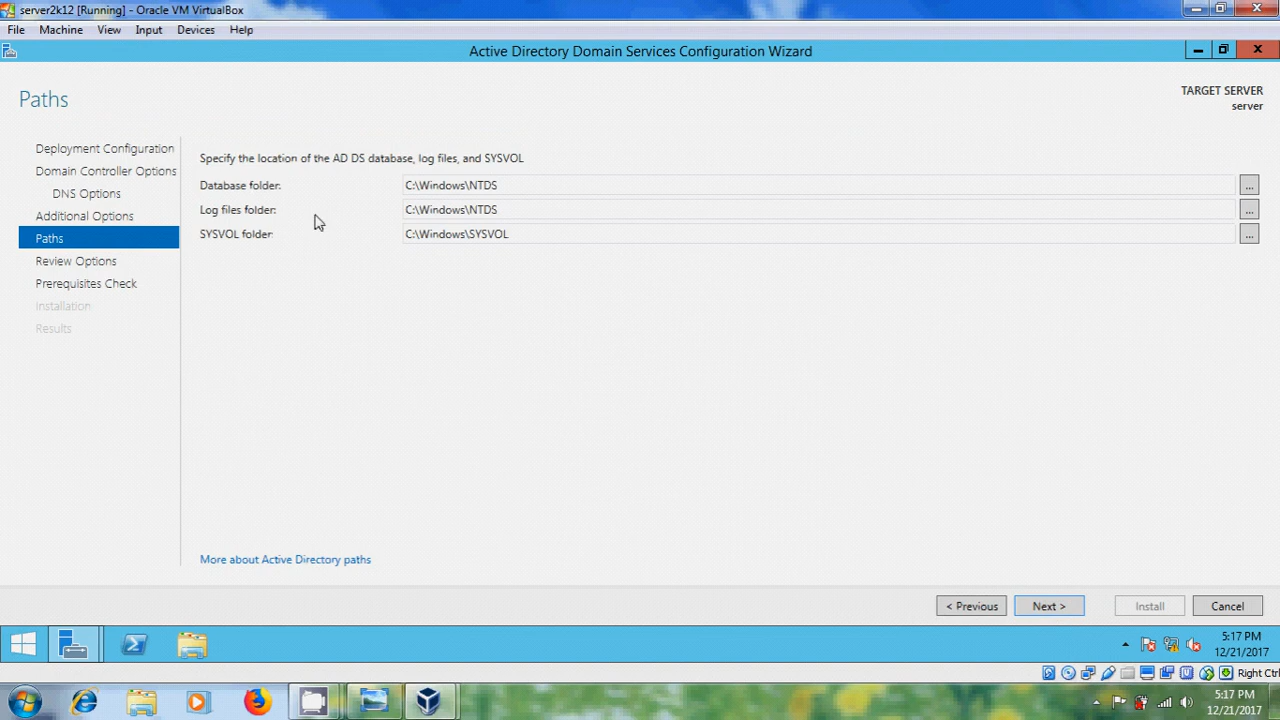 server2k12 [Running] - Oracle VM VirtualBox
File Machine View Input Devices Help
Active Directory Domain Services Configuration Wizard
Paths
TARGET SERVER
server
Deployment Configuration
Domain Controller Options
DNS Options
Additional Options
Paths
Review Options
Prerequisites Check
Installation
Results
Specify the location of the AD DS database, log files, and SYSVOL
Database folder: C:\Windows\NTDS ...
Log files folder: C:\Windows\NTDS ...
SYSVOL folder: C:\Windows\SYSVOL ...
More about Active Directory paths
< Previous Next > Install Cancel
5:17 PM
12/21/2017
Right Ctrl
5:17 PM
12/21/2017